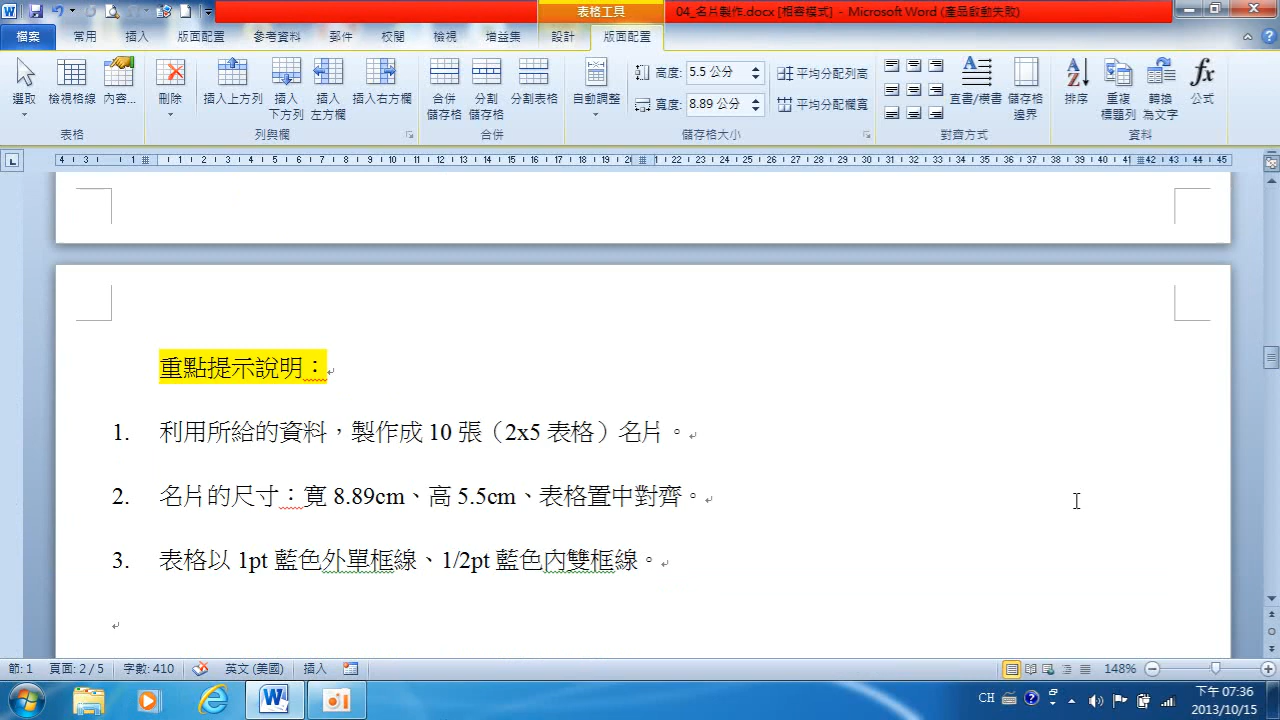 表格工具
04_名片製作.docx [相容模式] - Microsoft Word (產品啟動失敗)
檔案 常用 插入 版面配置 參考資料 郵件 校閱 檢視 增益集 設計 版面配置
選取 檢視格線 內容... 刪除 插入上方列 插入下方列 插入左方欄 插入右方欄 合併儲存格 分割儲存格 分割表格 自動調整 高度: 5.5 公分 寬度: 8.89 公分 平均分配列高 平均分配欄寬 直書/橫書 儲存格邊界 排序 重複標題列 轉換為文字 公式
表格 列與欄 合併 儲存格大小 對齊方式 資料
重點提示說明：
1. 利用所給的資料，製作成 10 張（2x5 表格）名片。
2. 名片的尺寸：寬 8.89cm、高 5.5cm、表格置中對齊。
3. 表格以 1pt 藍色外單框線、1/2pt 藍色內雙框線。
節: 1 頁面: 2 / 5 字數: 410 英文 (美國) 插入 148%
CH 下午 07:36
2013/10/15